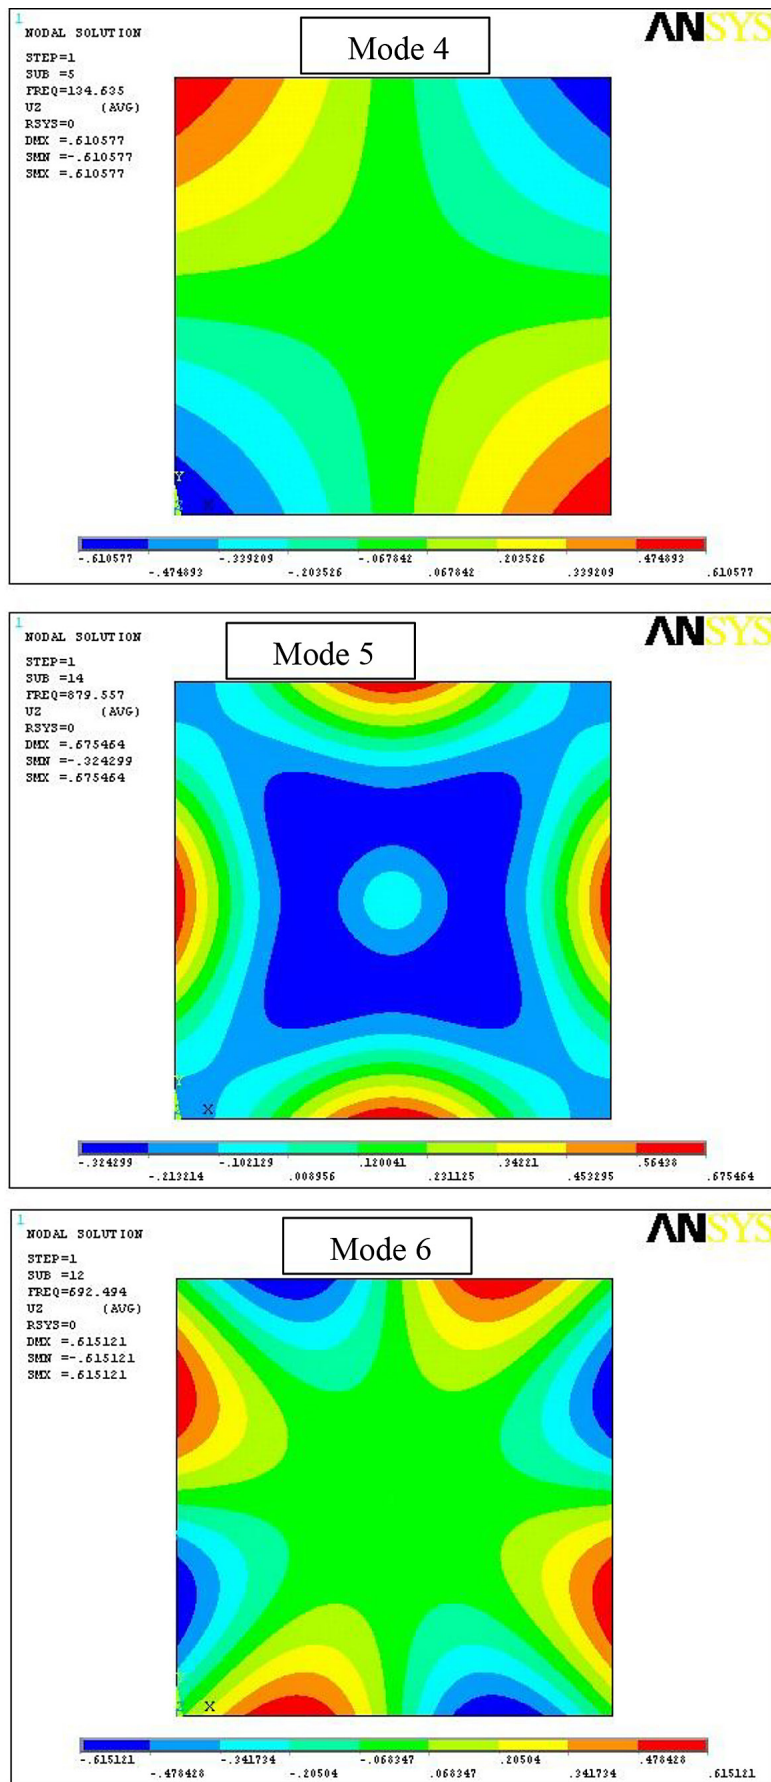 1
NODAL SOLUTION
Mode 4
ANSYS
STEP=1
SUB =5
FREQ=134.635
UZ (AVG)
RSYS=0
DMX =.610577
SMN =-.610577
SMX =.610577
Y
Z X
-.610577 -.339209 -.067842 .203526 .474893
-.474893 -.203526 .067842 .339209 .610577
1
NODAL SOLUTION
Mode 5
ANSYS
STEP=1
SUB =14
FREQ=879.557
UZ (AVG)
RSYS=0
DMX =.675464
SMN =-.324299
SMX =.675464
Y
Z X
-.324299 -.102129 .120041 .34221 .56438
-.213214 .008956 .231125 .453295 .675464
1
NODAL SOLUTION
Mode 6
ANSYS
STEP=1
SUB =12
FREQ=692.494
UZ (AVG)
RSYS=0
DMX =.615121
SMN =-.615121
SMX =.615121
Y
Z X
-.615121 -.341734 -.068347 .20504 .478428
-.478428 -.20504 .068347 .341734 .615121